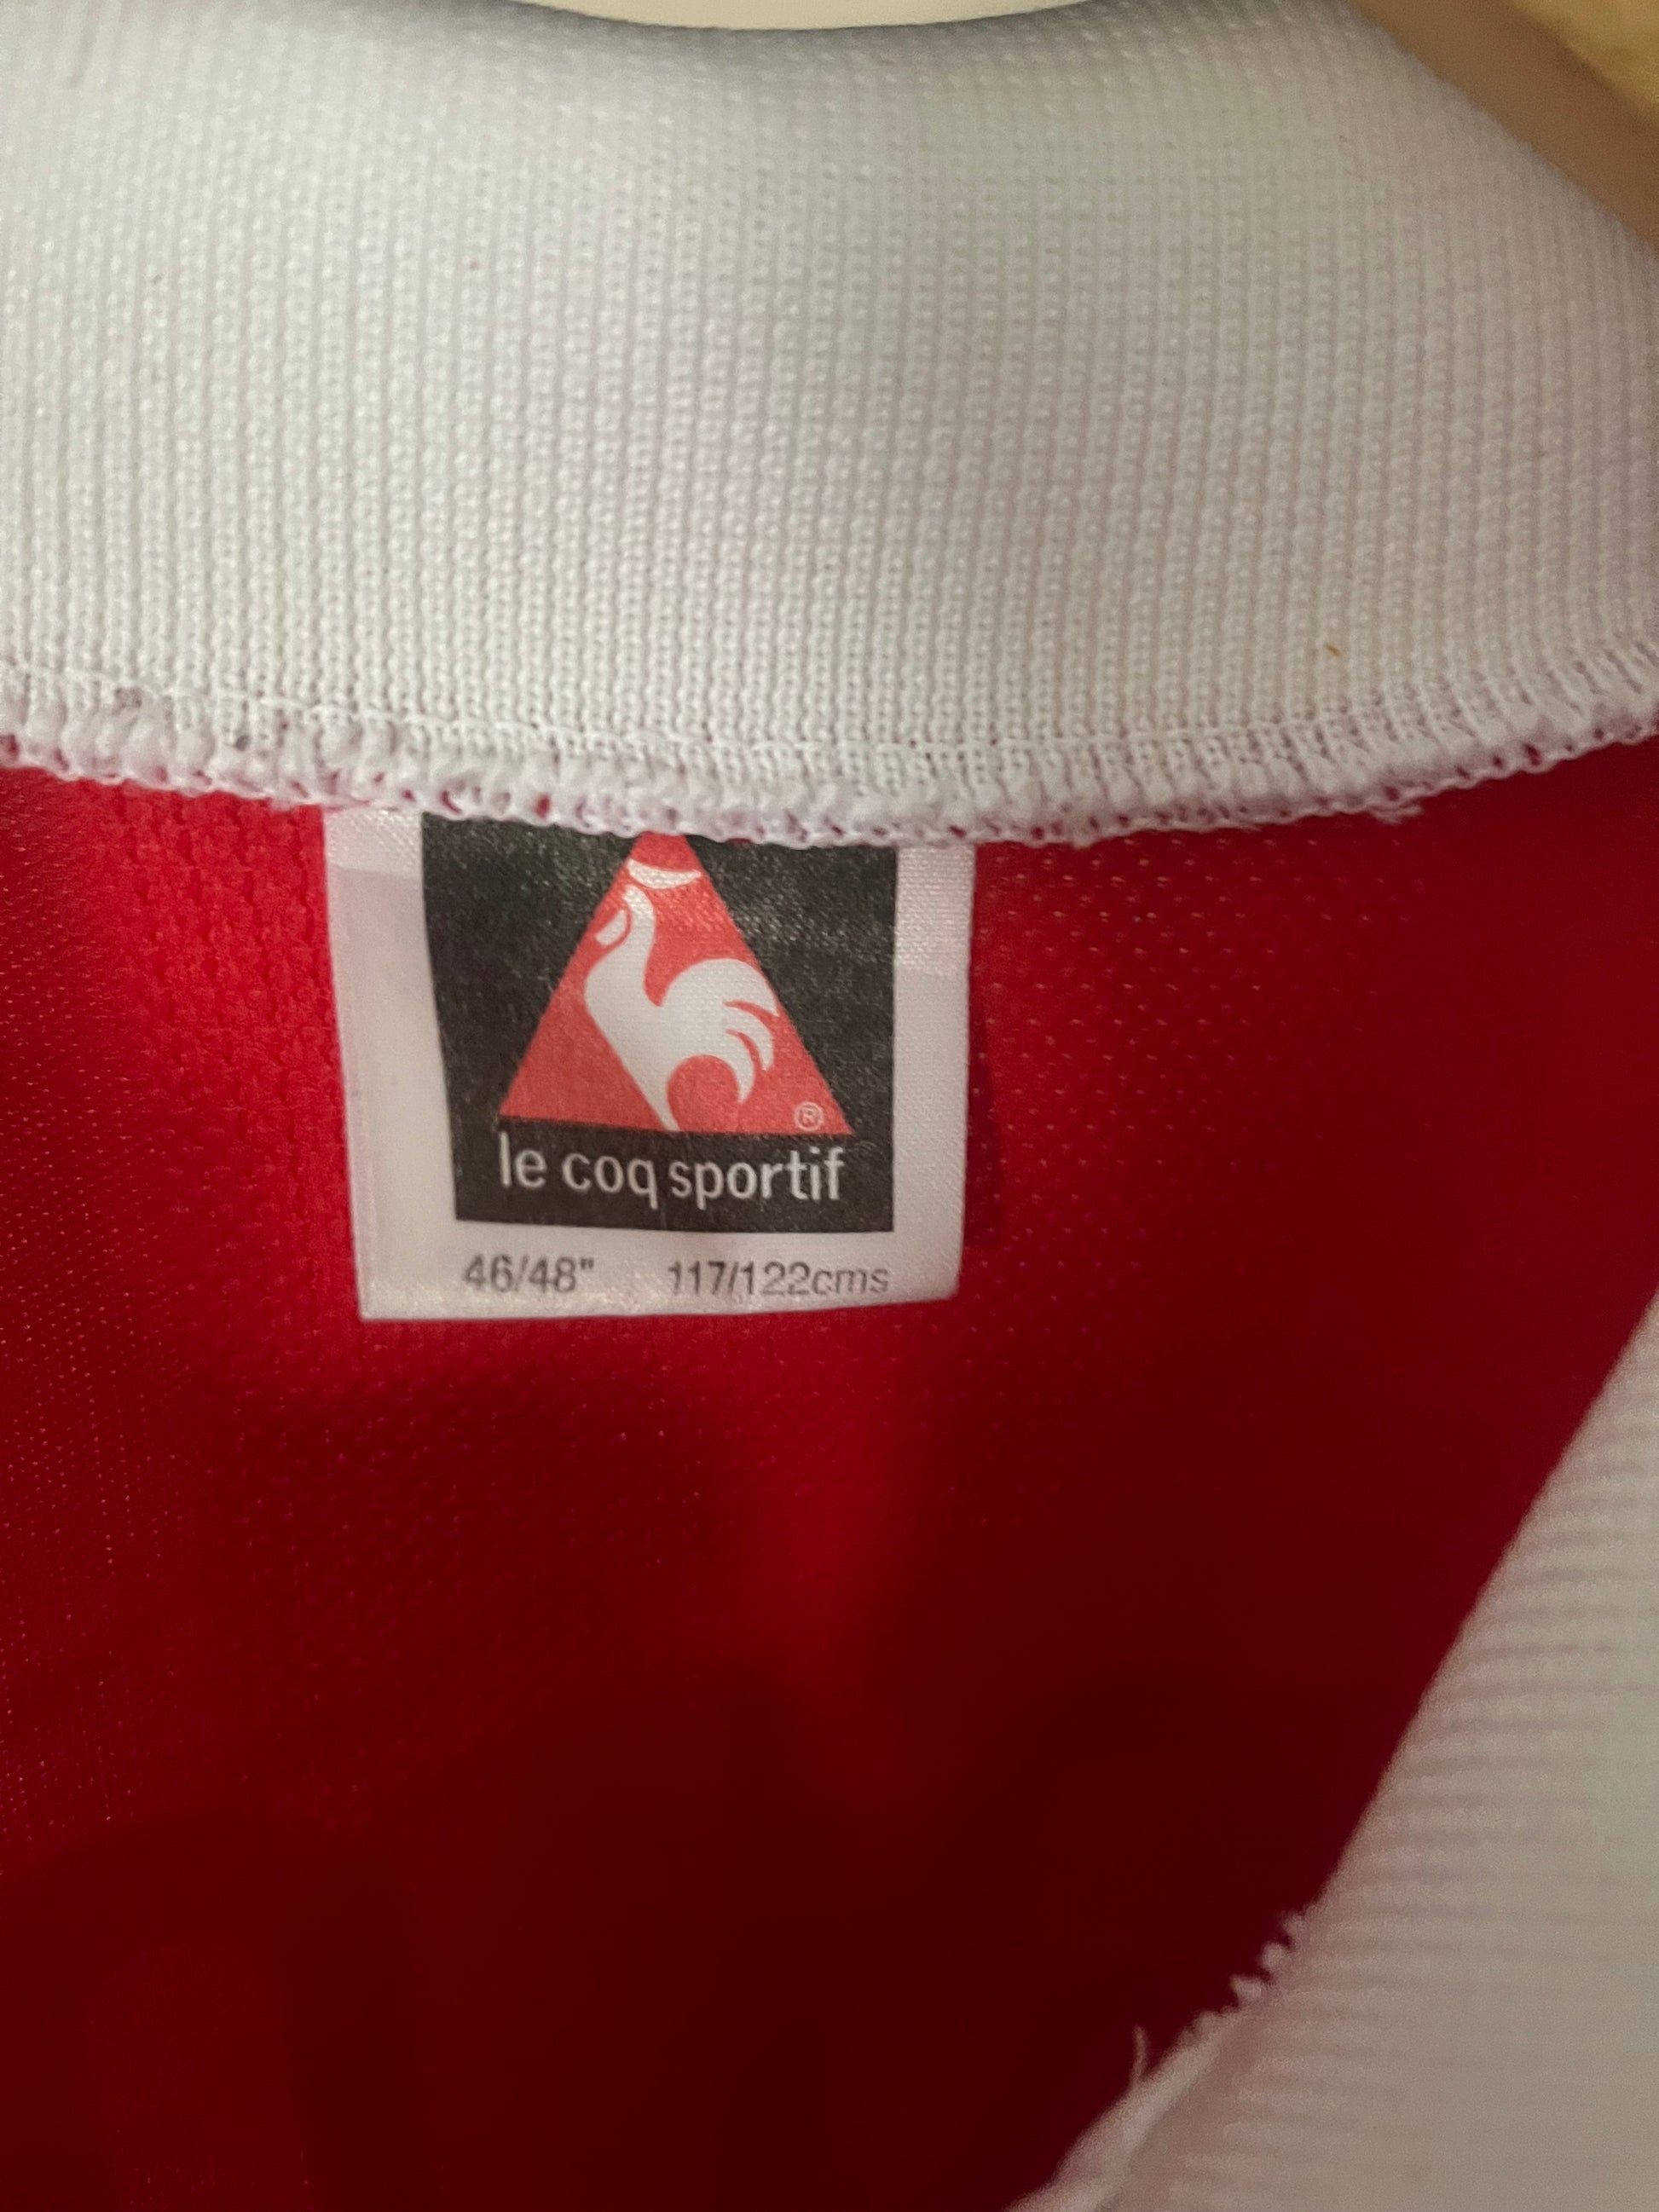 ®
le coq sportif
46/48" 117/122cms